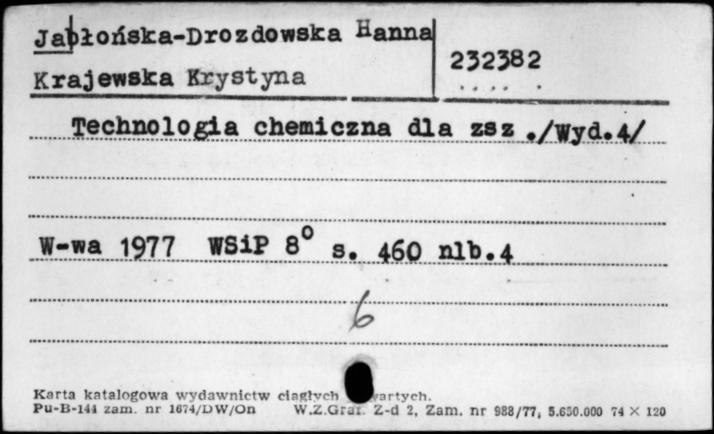 Jabłońska-Drozdowska Hanna
232382
Krajewska Krystyna
Technologia chemiczna dla zsz ./Wyd.4/
W-wa 1977 WSiP 8° s. 460 nlb.4
6
Karta katalogowa wydawnictw ciągłych
Pu-B-144 zam. nr 1674/DW/On W.Z.Graf. Z-d 2, Zam. nr 988/77, 5.650.000 74 × 120